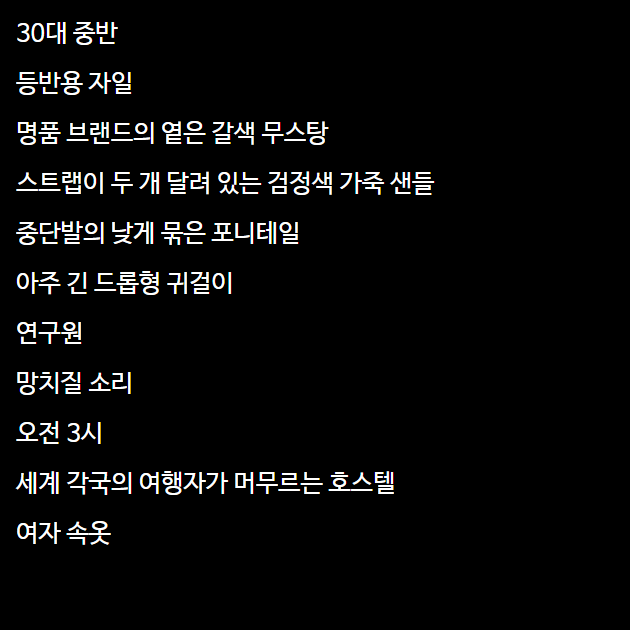 30대 중반
등반용 자일
명품 브랜드의 옅은 갈색 무스탕
스트랩이 두 개 달려 있는 검정색 가죽 샌들
중단발의 낮게 묶은 포니테일
아주 긴 드롭형 귀걸이
연구원
망치질 소리
오전 3시
세계 각국의 여행자가 머무르는 호스텔
여자 속옷